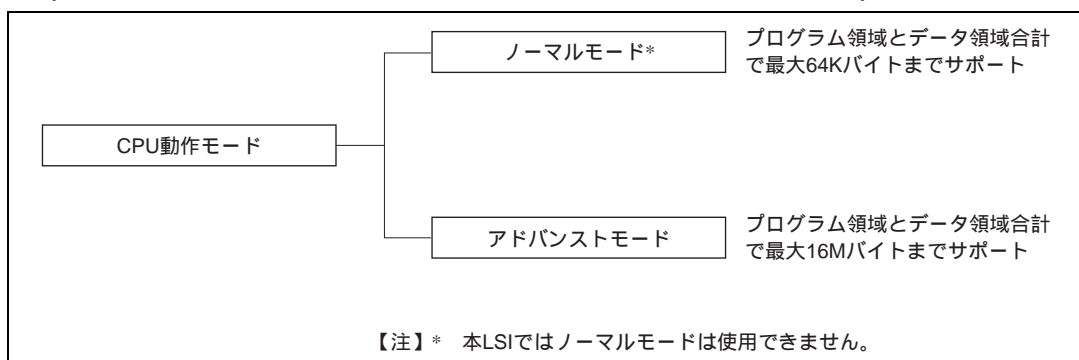 ノーマルモード*
プログラム領域とデータ領域合計
で最大64Kバイトまでサポート
CPU動作モード
アドバンストモード
プログラム領域とデータ領域合計
で最大16Mバイトまでサポート
【注】* 本LSIではノーマルモードは使用できません。